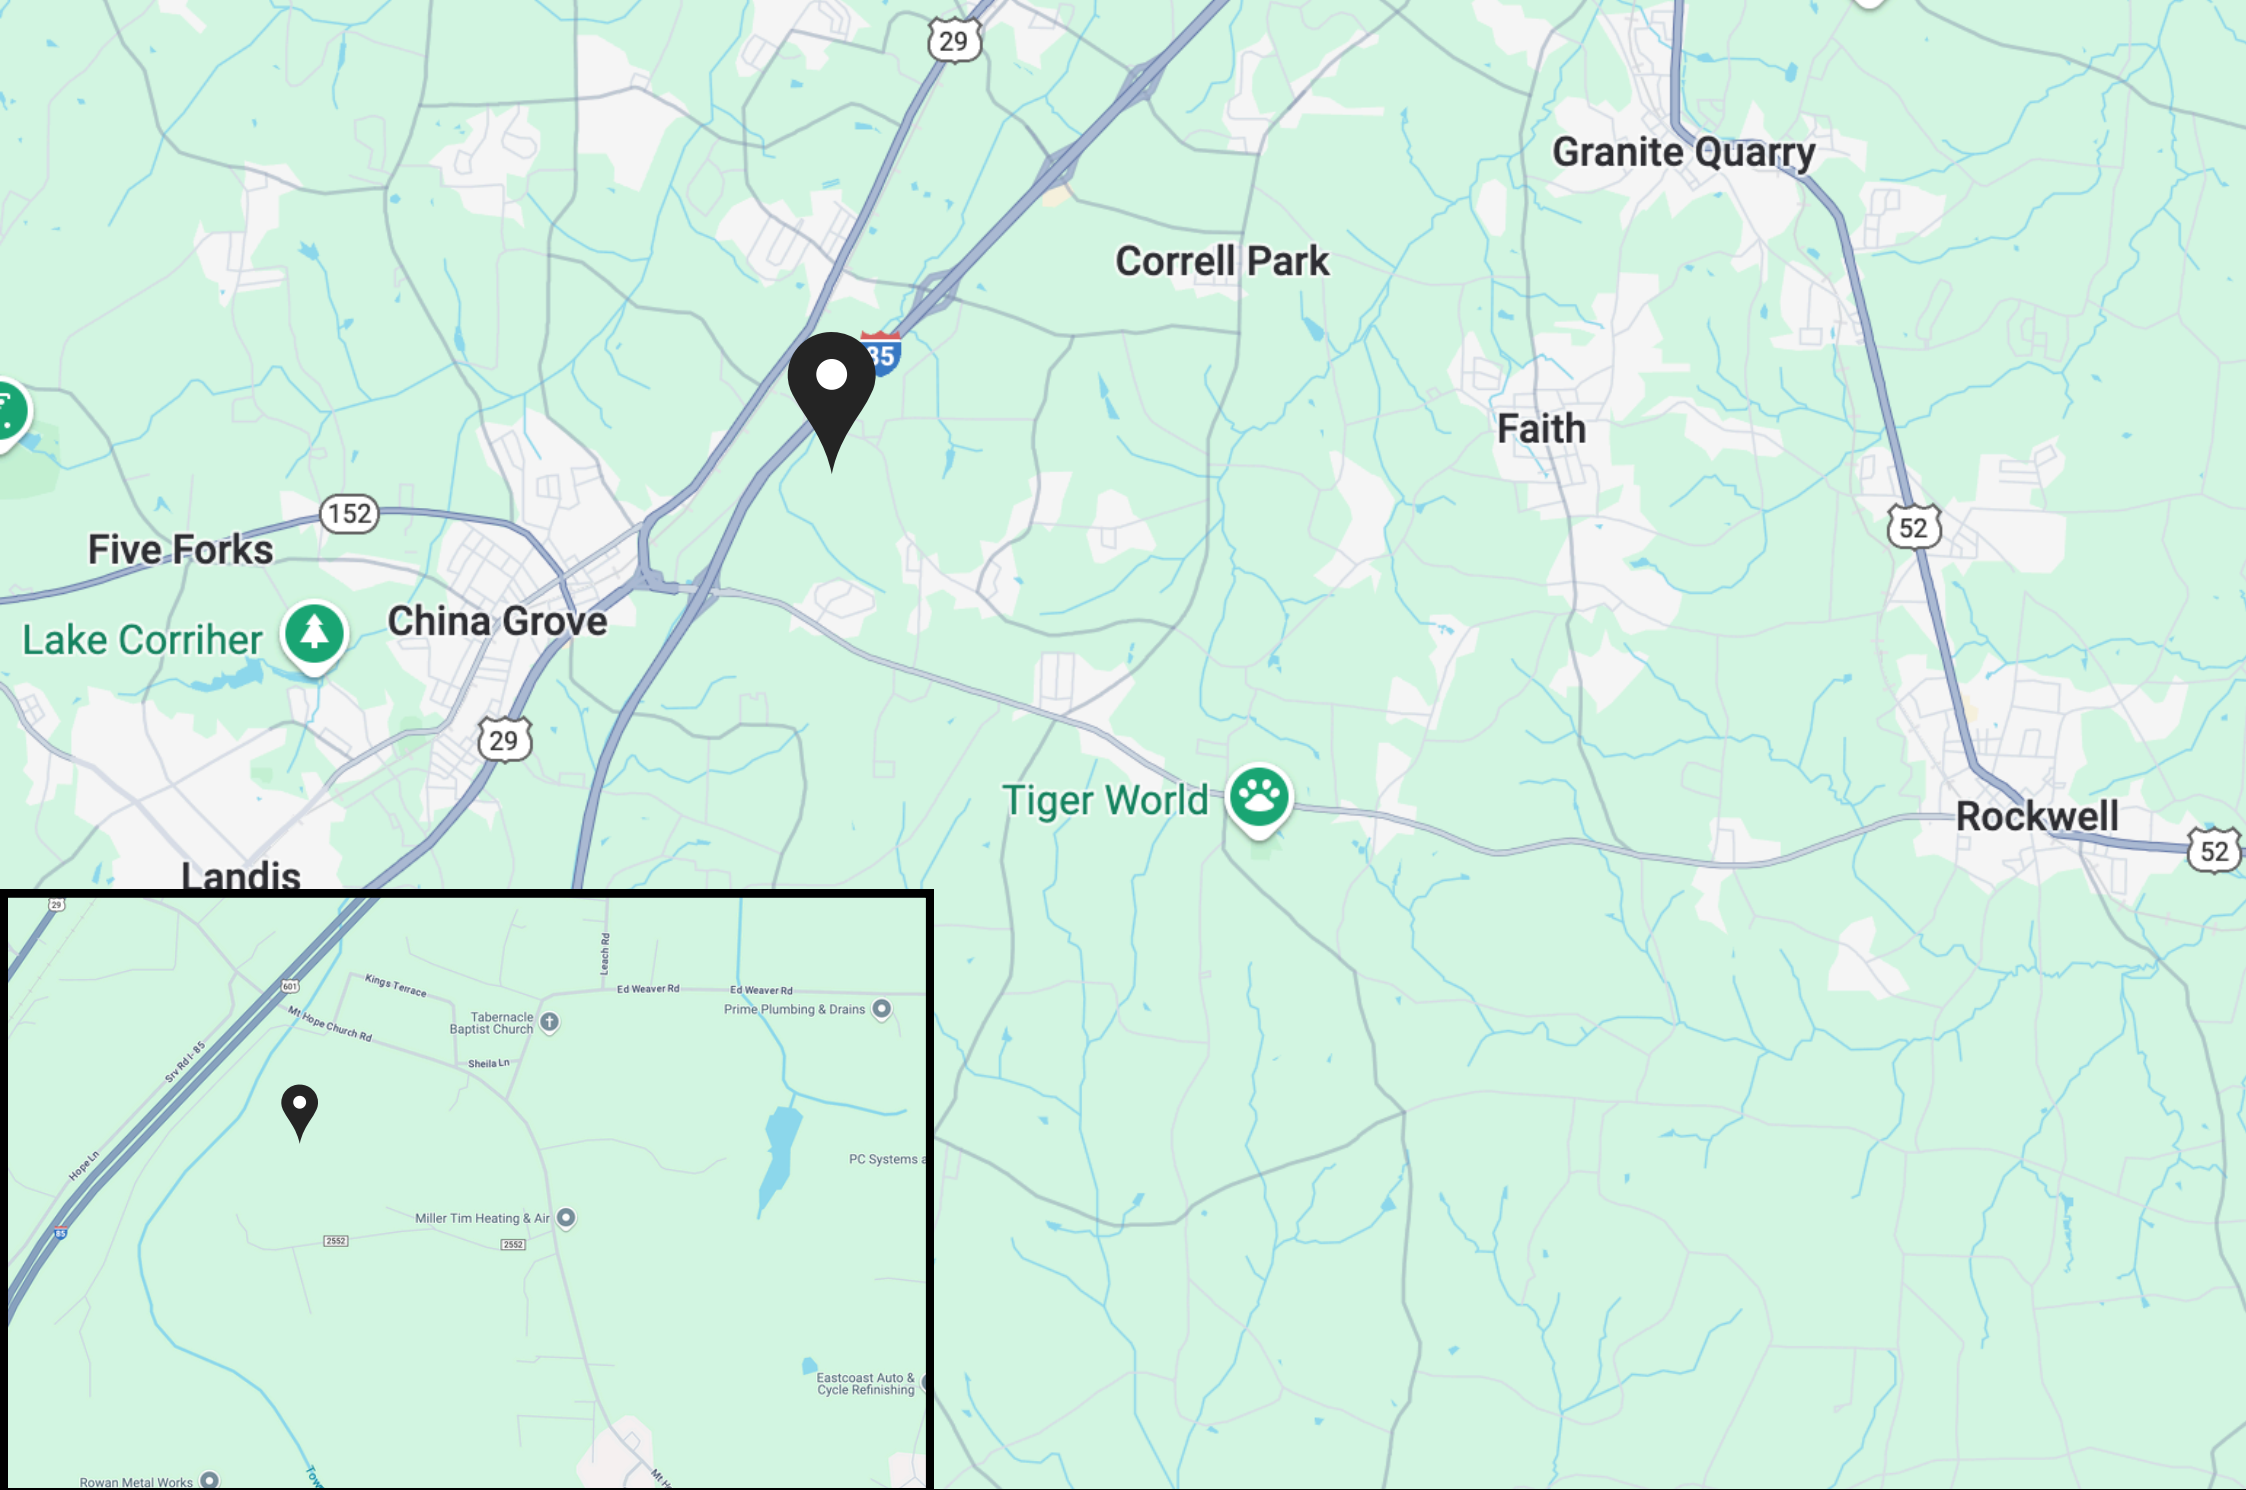 29
Granite Quarry
Correll Park
85
Faith
152
Five Forks
52
Lake Corriher
China Grove
29
Tiger World
Rockwell
52
Landis
29
Leach Rd
Kings Terrace
601
Ed Weaver Rd
Ed Weaver Rd
Prime Plumbing & Drains
Mt Hope Church Rd
Tabernacle
Baptist Church
Srv Rd I-85
Sheila Ln
Hope Ln
PC Systems
Miller Tim Heating & Air
85
2552
2552
Eastcoast Auto &
Cycle Refinishing
Rowan Metal Works
Tow
Mt H